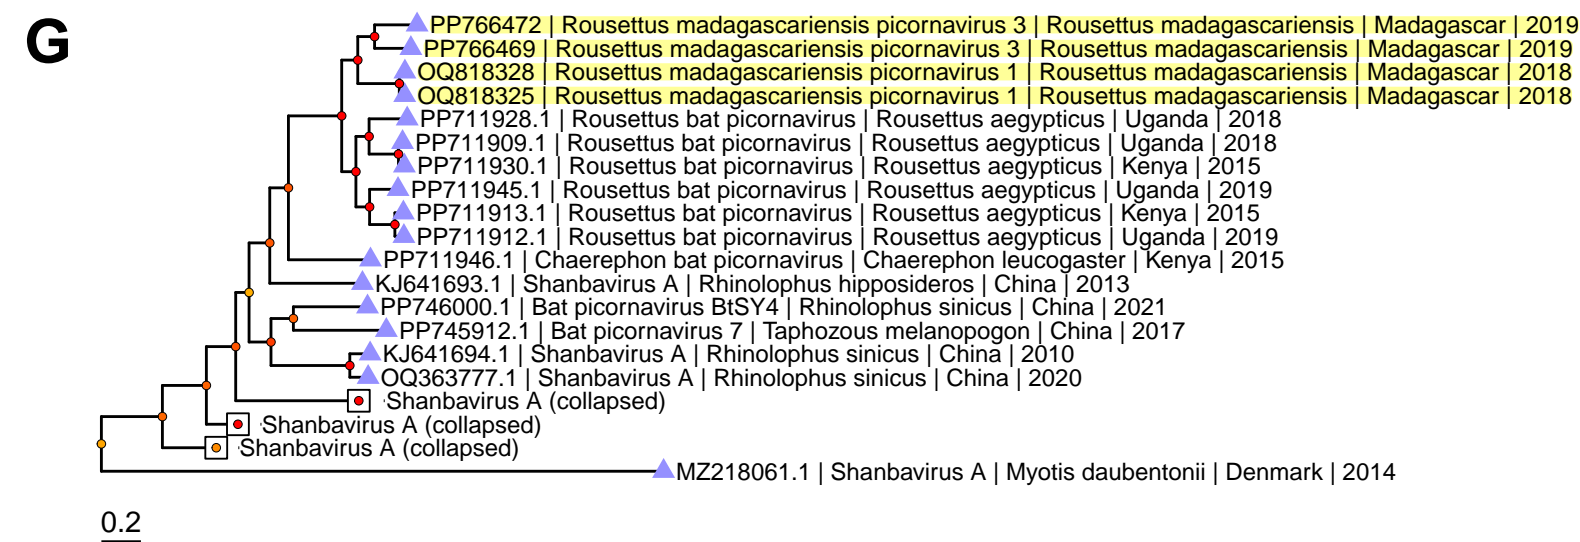 G
PP766472 | Rousettus madagascariensis picornavirus 3 | Rousettus madagascariensis | Madagascar | 2019
PP766469 | Rousettus madagascariensis picornavirus 3 | Rousettus madagascariensis | Madagascar | 2019
OQ818328 | Rousettus madagascariensis picornavirus 1 | Rousettus madagascariensis | Madagascar | 2018
OQ818325 | Rousettus madagascariensis picornavirus 1 | Rousettus madagascariensis | Madagascar | 2018
PP711928.1 | Rousettus bat picornavirus | Rousettus aegypticus | Uganda | 2018
PP711909.1 | Rousettus bat picornavirus | Rousettus aegypticus | Uganda | 2018
PP711930.1 | Rousettus bat picornavirus | Rousettus aegypticus | Kenya | 2015
PP711945.1 | Rousettus bat picornavirus | Rousettus aegypticus | Uganda | 2019
PP711913.1 | Rousettus bat picornavirus | Rousettus aegypticus | Kenya | 2015
PP711912.1 | Rousettus bat picornavirus | Rousettus aegypticus | Uganda | 2019
PP711946.1 | Chaerephon bat picornavirus | Chaerephon leucogaster | Kenya | 2015
KJ641693.1 | Shanbavirus A | Rhinolophus hipposideros | China | 2013
PP746000.1 | Bat picornavirus BtSY4 | Rhinolophus sinicus | China | 2021
PP745912.1 | Bat picornavirus 7 | Taphozous melanopogon | China | 2017
KJ641694.1 | Shanbavirus A | Rhinolophus sinicus | China | 2010
OQ363777.1 | Shanbavirus A | Rhinolophus sinicus | China | 2020
Shanbavirus A (collapsed)
Shanbavirus A (collapsed)
Shanbavirus A (collapsed)
MZ218061.1 | Shanbavirus A | Myotis daubentonii | Denmark | 2014
0.2